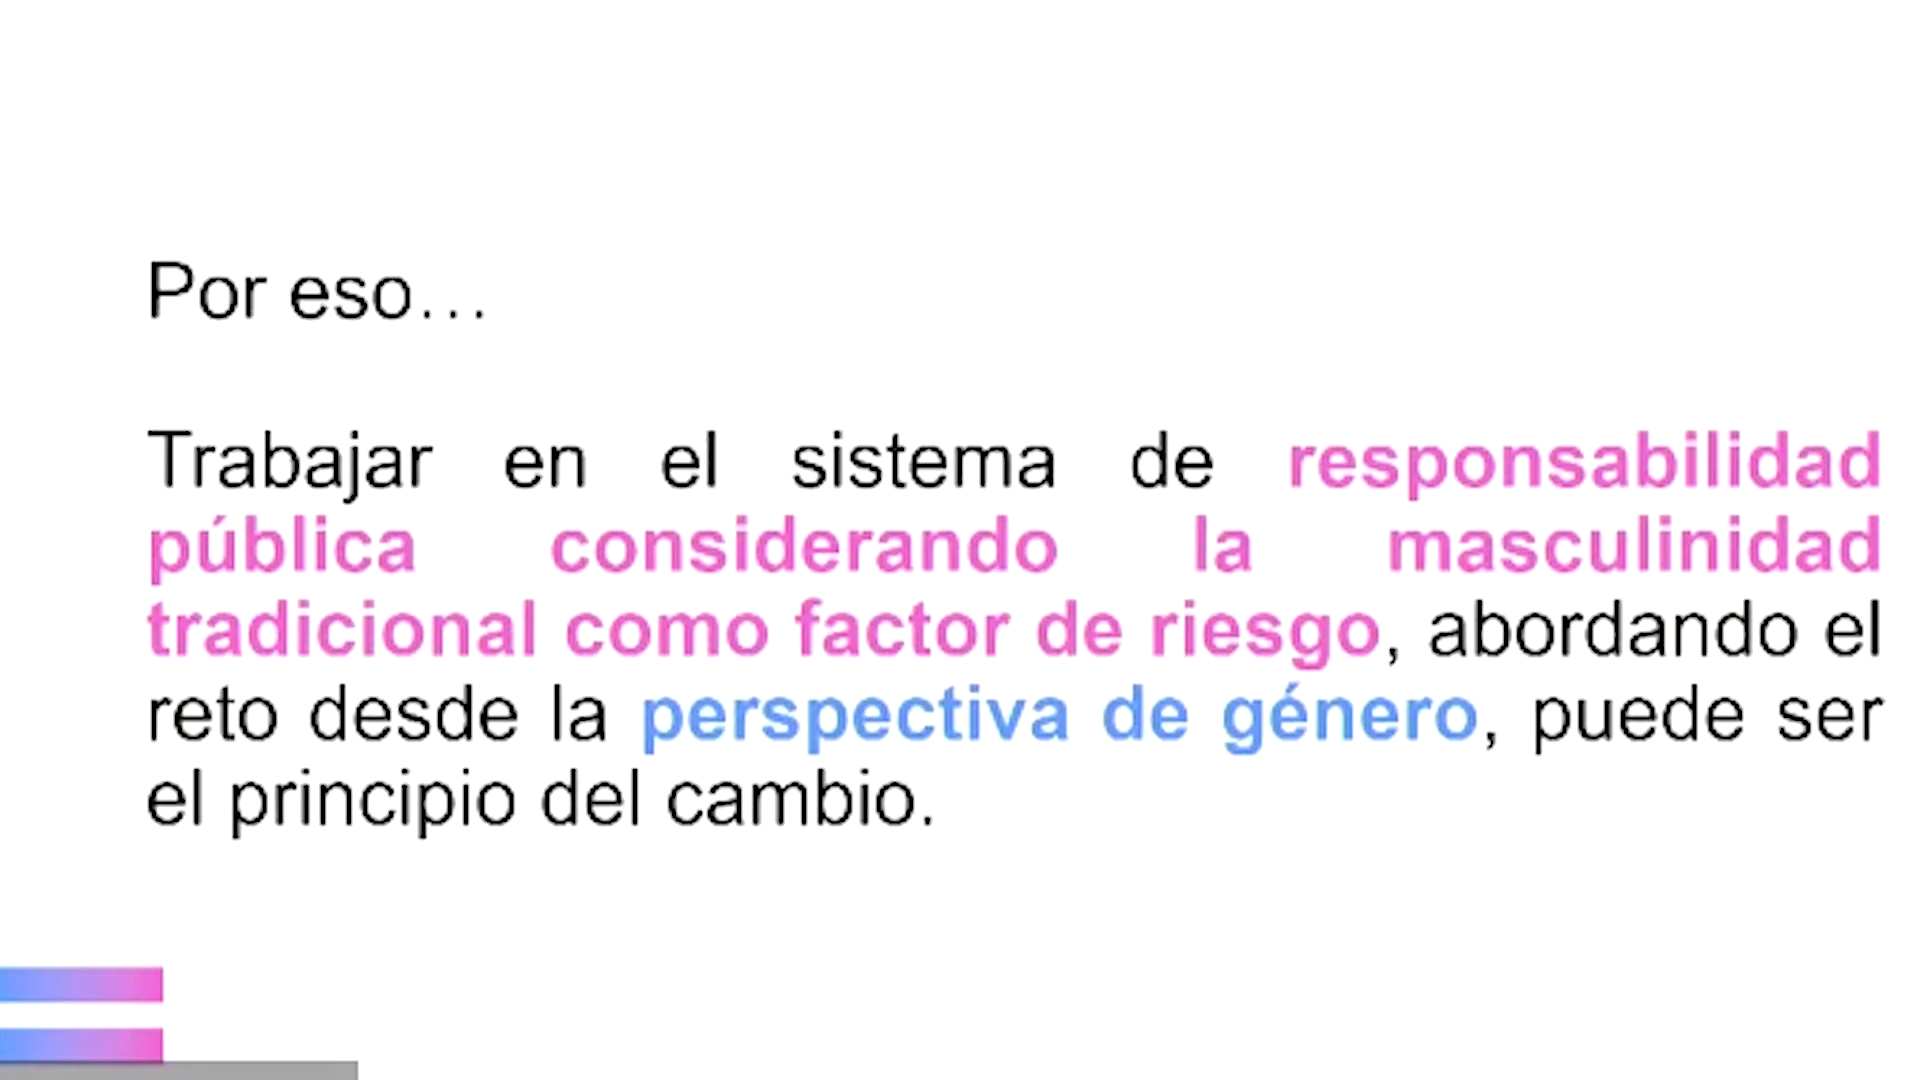 Por eso…
Trabajar en el sistema de responsabilidad
pública considerando la masculinidad
tradicional como factor de riesgo, abordando el
reto desde la perspectiva de género, puede ser
el principio del cambio.